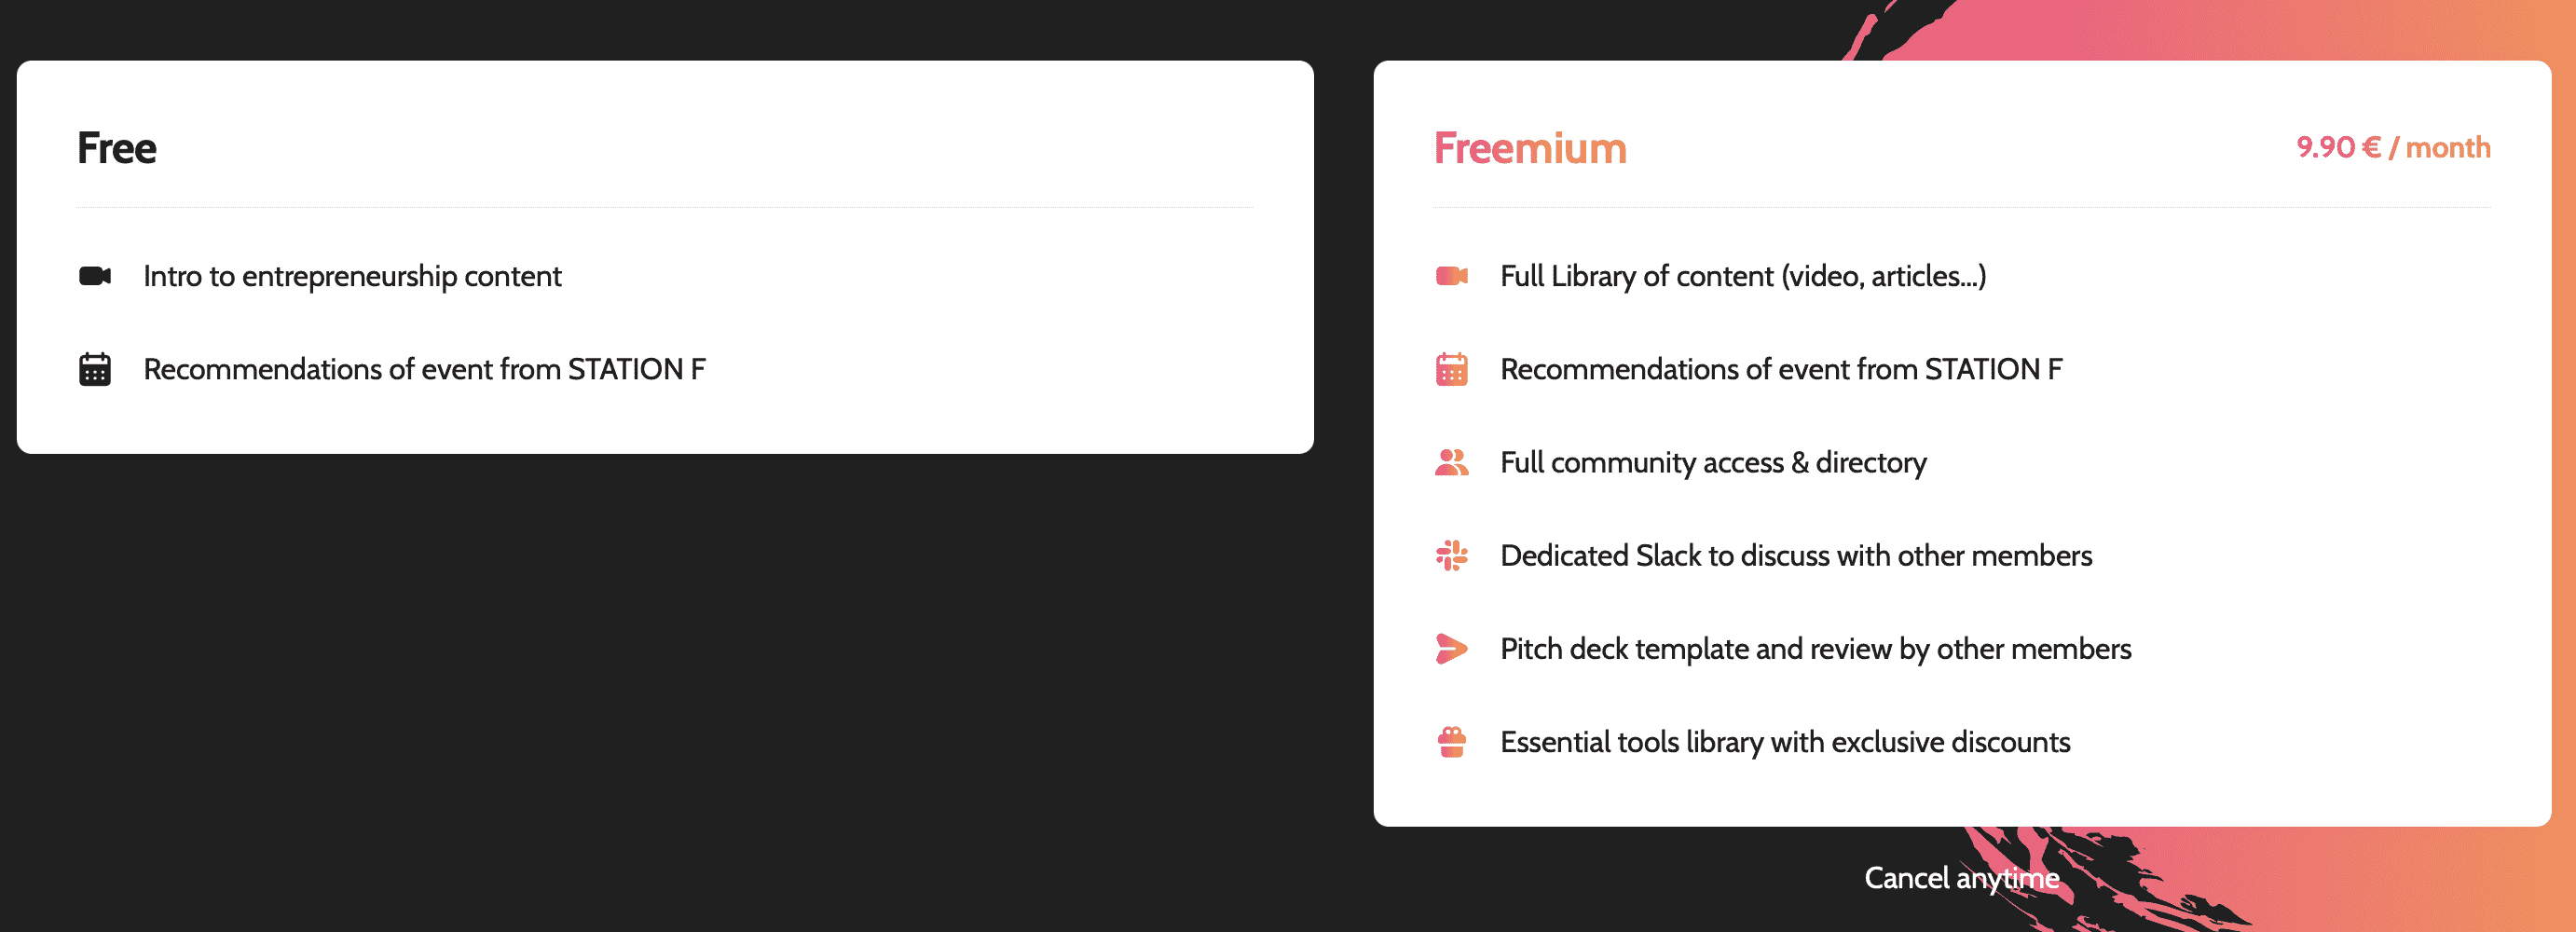 Free
Intro to entrepreneurship content
Recommendations of event from STATION F
Freemium
9.90 € / month
Full Library of content (video, articles...)
Recommendations of event from STATION F
Full community access & directory
Dedicated Slack to discuss with other members
Pitch deck template and review by other members
Essential tools library with exclusive discounts
Cancel anytime